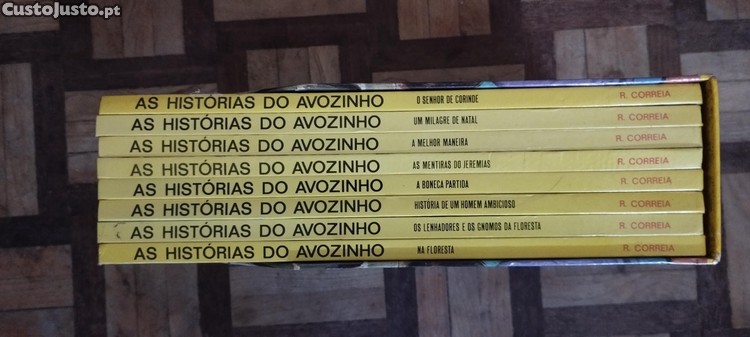 CustoJusto.pt
AS HISTÓRIAS DO AVOZINHO O SENHOR DE CORINDE R. CORREIA
AS HISTÓRIAS DO AVOZINHO UM MILAGRE DE NATAL R. CORREIA
AS HISTÓRIAS DO AVOZINHO A MELHOR MANEIRA R. CORREIA
AS HISTÓRIAS DO AVOZINHO AS MENTIRAS DO JEREMIAS R. CORREIA
AS HISTÓRIAS DO AVOZINHO A BONECA PARTIDA R. CORREIA
AS HISTÓRIAS DO AVOZINHO HISTÓRIA DE UM HOMEM AMBICIOSO R. CORREIA
AS HISTÓRIAS DO AVOZINHO OS LENHADORES E OS GNOMOS DA FLORESTA R. CORREIA
AS HISTÓRIAS DO AVOZINHO NA FLORESTA R. CORREIA